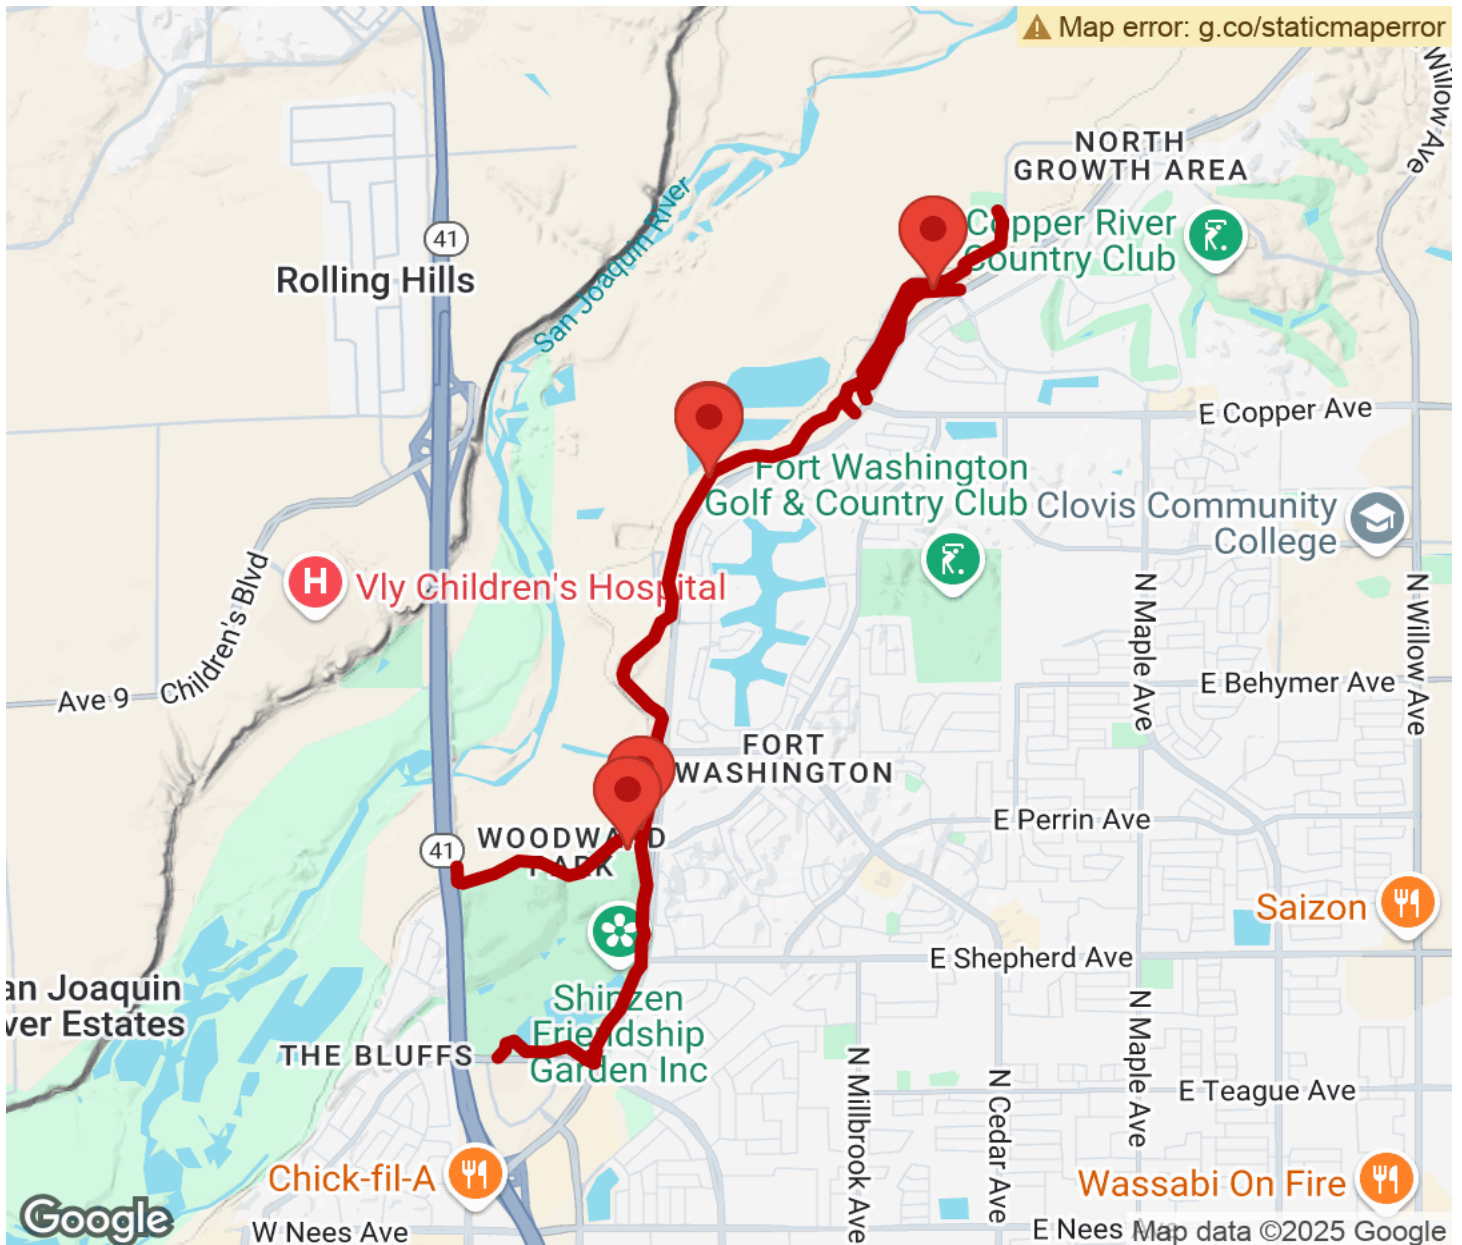 Map error: g.co/staticmaperror
Willow Ave
NORTH
GROWTH AREA
San Joaquin River
41
Copper River
Country Club
Rolling Hills
E Copper Ave
Fort Washington
Golf & Country Club
Clovis Community
College
Children's Blvd
Vly Children's Hospital
N Maple Ave
N Willow Ave
Ave 9
E Behymer Ave
FORT
WASHINGTON
E Perrin Ave
WOODWARD
PARK
41
Saizon
E Shepherd Ave
an Joaquin
ver Estates
Shinzen
Friendship
Garden Inc
THE BLUFFS
N Millbrook Ave
N Cedar Ave
N Maple Ave
E Teague Ave
Chick-fil-A
Wassabi On Fire
Google
W Nees Ave
E Nees
Map data ©2025 Google